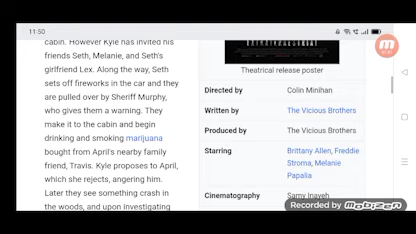 11:50
cabin. However Kyle has invited his
friends Seth, Melanie, and Seth's
girlfriend Lex. Along the way, Seth
sets off fireworks in the car and they
are pulled over by Sheriff Murphy,
who gives them a warning. They
make it to the cabin and begin
drinking and smoking marijuana
bought from April's nearby family
friend, Travis. Kyle proposes to April,
which she rejects, angering him.
Later they see something crash in
the woods, and upon investigating
Theatrical release poster
Directed by Colin Minihan
Written by The Vicious Brothers
Produced by The Vicious Brothers
Starring Brittany Allen, Freddie
Stroma, Melanie
Papalia
Cinematography Samy Inayeh
Recorded by Mobizen